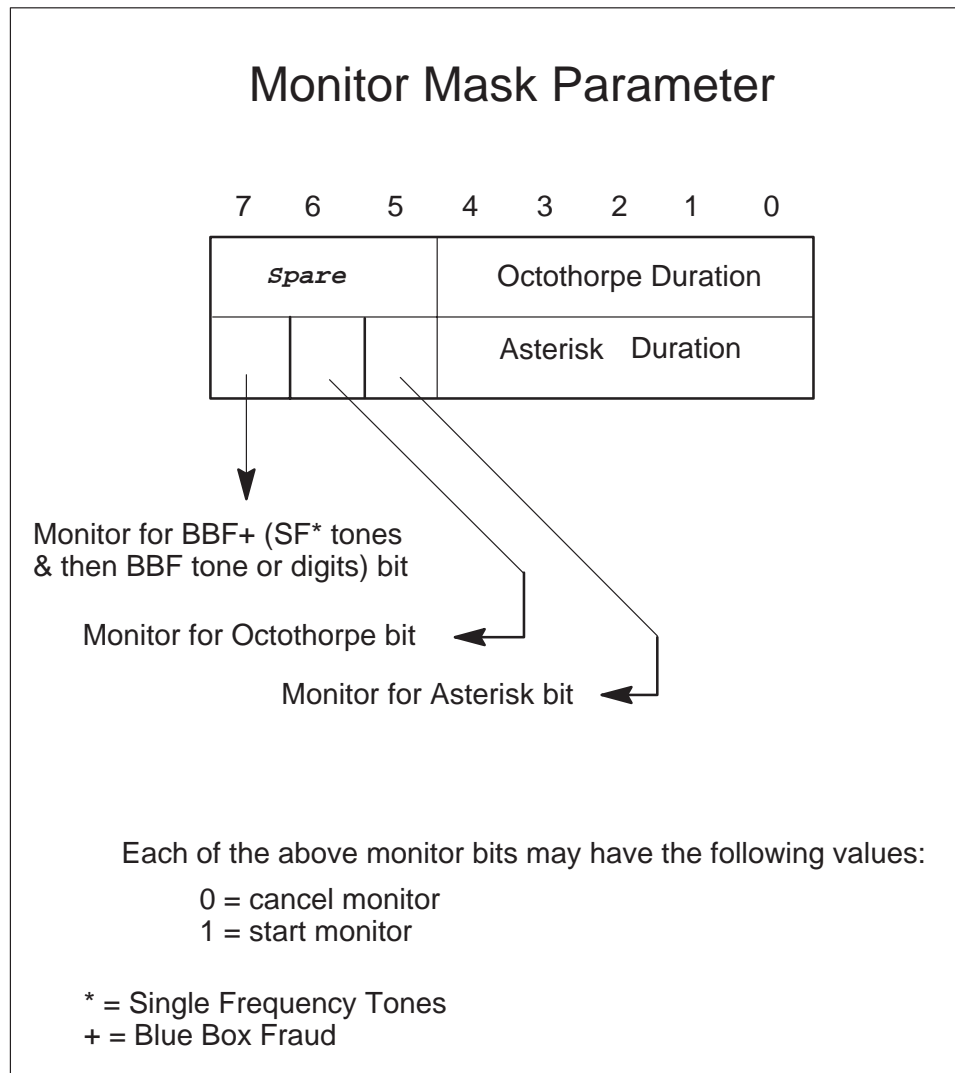 Monitor Mask Parameter
7 6 5 4 3 2 1 0
Spare Octothorpe Duration
Asterisk Duration
Monitor for BBF+ (SF* tones
& then BBF tone or digits) bit
Monitor for Octothorpe bit
Monitor for Asterisk bit
Each of the above monitor bits may have the following values:
0 = cancel monitor
1 = start monitor
* = Single Frequency Tones
+ = Blue Box Fraud